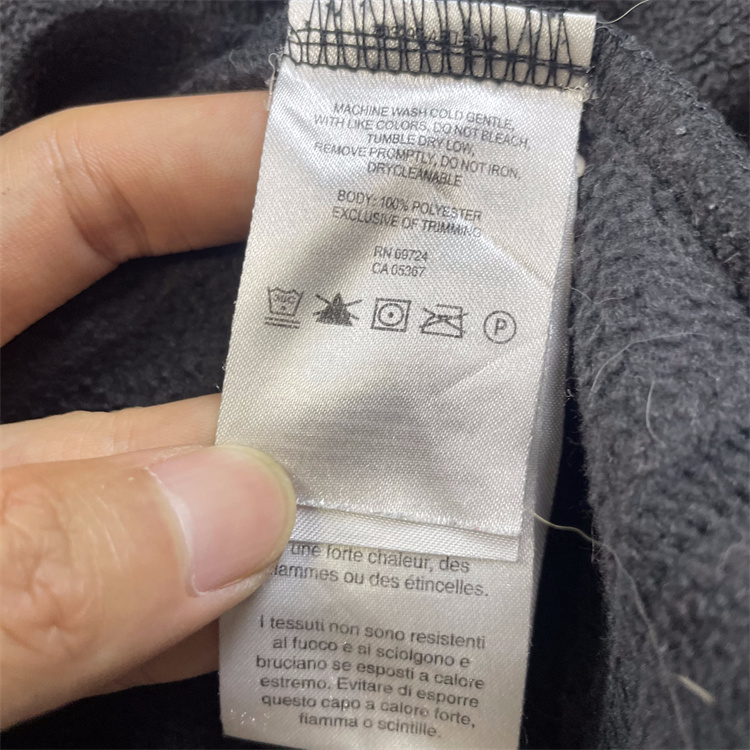 MACHINE WASH COLD GENTLE,
WITH LIKE COLORS, DO NOT BLEACH,
TUMBLE DRY LOW,
REMOVE PROMPTLY, DO NOT IRON,
DRYCLEANABLE
BODY: 100% POLYESTER
EXCLUSIVE OF TRIMMING
RN 69724
CA 05367
P
une forte chaleur, des
flammes ou des étincelles.
I tessuti non sono resistenti
al fuoco e si sciolgono e
bruciano se esposti a calore
estremo. Evitare di esporre
questo capo a calore forte,
fiamma o scintille.